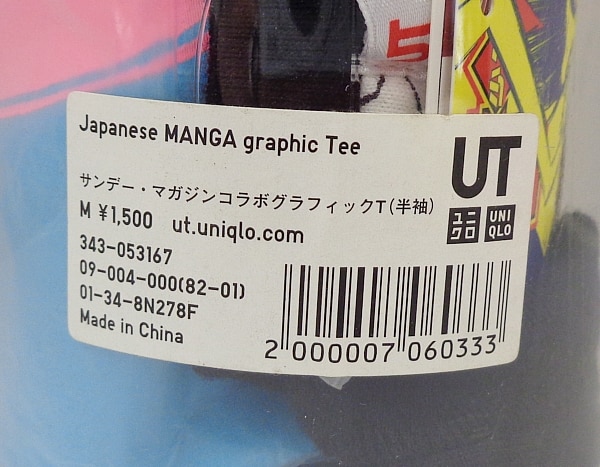 Japanese MANGA graphic Tee
サンデー・マガジンコラボグラフィックT(半袖)
M ¥1,500 ut.uniqlo.com
343-053167
09-004-000(82-01)
01-34-8N278F
Made in China
UT
ユニクロ
UNIQLO
2 000007 060333